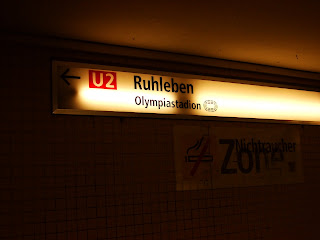 U2 Ruhleben
Olympiastadion
Nichtraucher
Zone